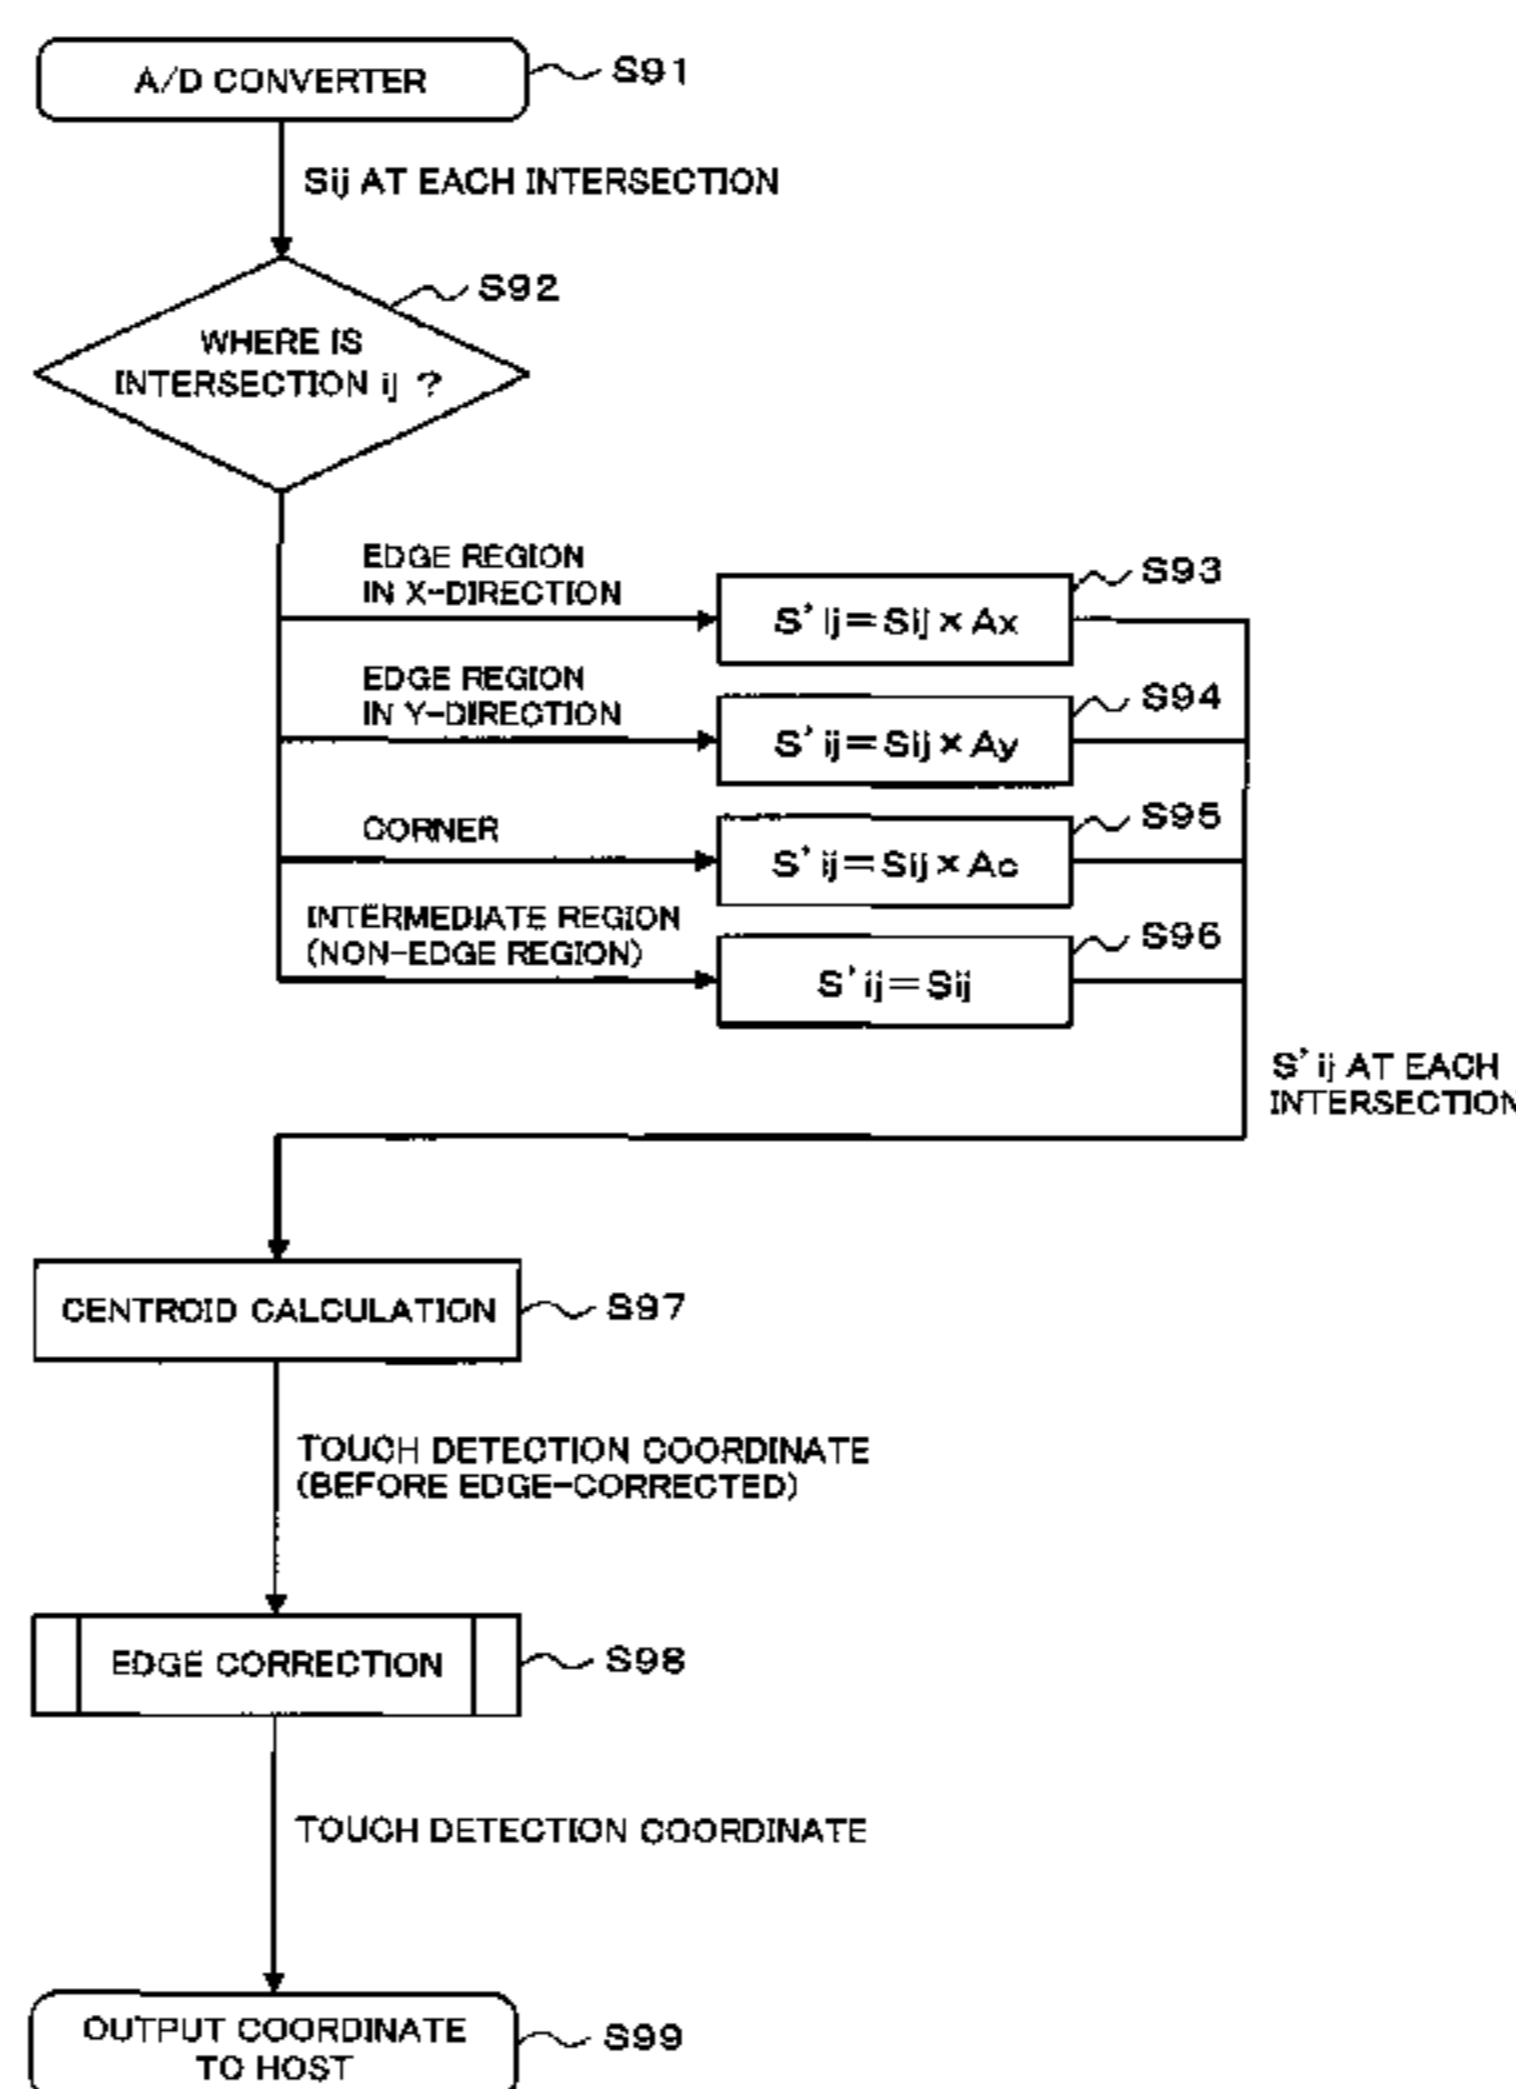 A/D CONVERTER
S91
Sij AT EACH INTERSECTION
S92
WHERE IS
INTERSECTION ij ?
EDGE REGION
IN X-DIRECTION
S93
S' ij=Sij×Ax
EDGE REGION
IN Y-DIRECTION
S94
S' ij=Sij×Ay
CORNER
S95
S' ij=Sij×Ac
INTERMEDIATE REGION
(NON-EDGE REGION)
S96
S' ij=Sij
S' ij AT EACH
INTERSECTION
CENTROID CALCULATION
S97
TOUCH DETECTION COORDINATE
(BEFORE EDGE-CORRECTED)
EDGE CORRECTION
S98
TOUCH DETECTION COORDINATE
OUTPUT COORDINATE
TO HOST
S99